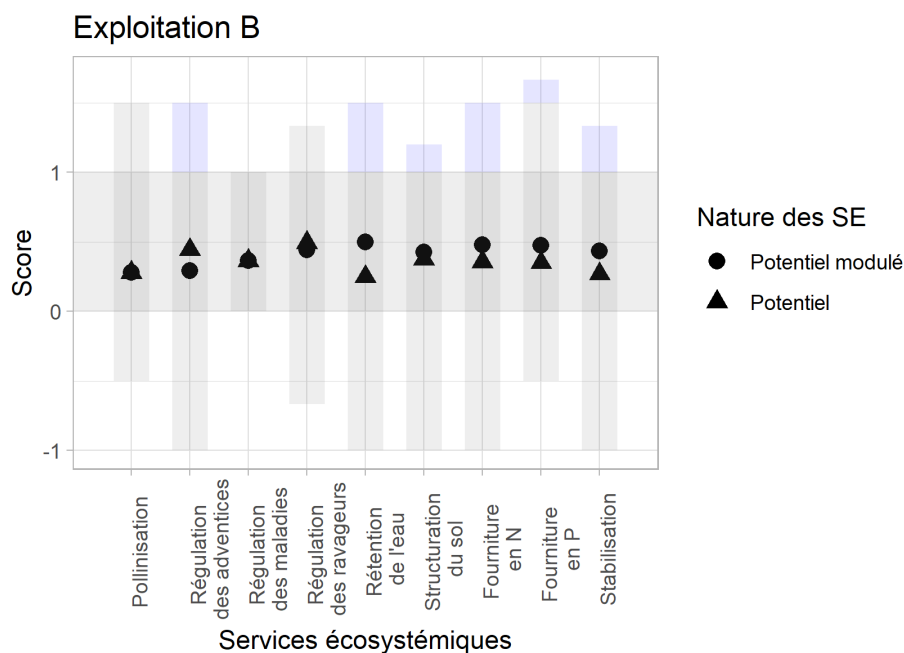 Exploitation B
Score
1
0
-1
Pollinisation
Régulation
des adventices
Régulation
des maladies
Régulation
des ravageurs
Rétention
de l'eau
Structuration
du sol
Fourniture
en N
Fourniture
en P
Stabilisation
Services écosystémiques
Nature des SE
Potentiel modulé
Potentiel